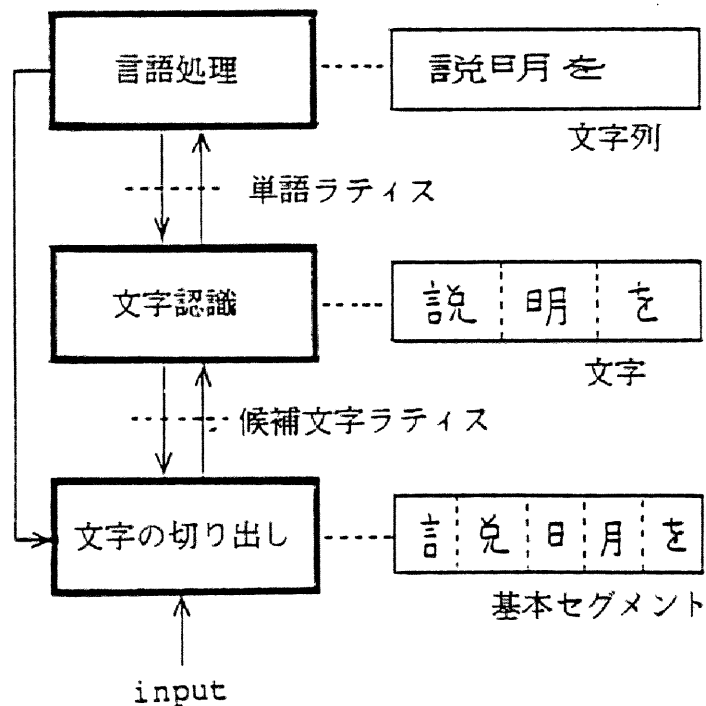 言語処理
説明を
文字列
単語ラティス
文字認識
説 明 を
文字
候補文字ラティス
文字の切り出し
言 兑 日 月 を
基本セグメント
input